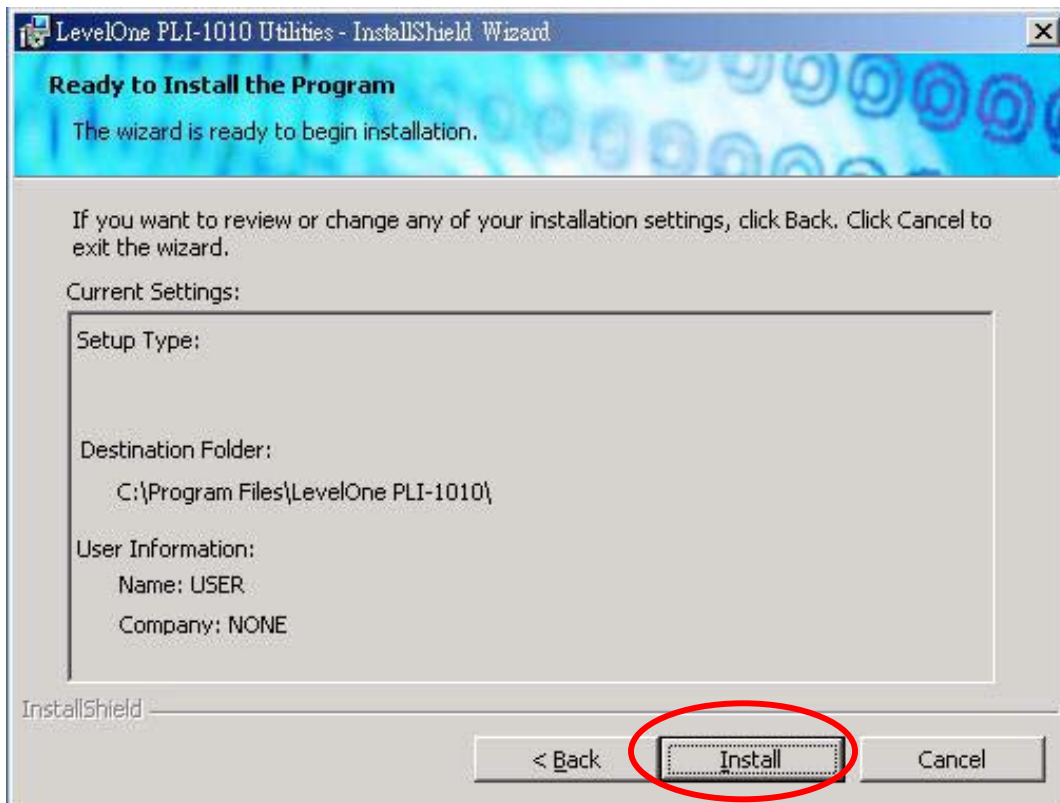 LevelOne PLI-1010 Utilities - InstallShield Wizard
Ready to Install the Program
The wizard is ready to begin installation.
If you want to review or change any of your installation settings, click Back. Click Cancel to
exit the wizard.
Current Settings:
Setup Type:
Destination Folder:
C:\Program Files\LevelOne PLI-1010\
User Information:
Name: USER
Company: NONE
InstallShield
< Back Install Cancel